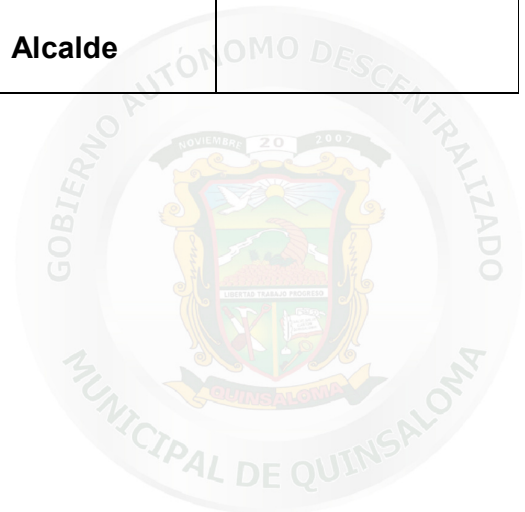 Alcalde
GOBIERNO AUTÓNOMO DESCENTRALIZADO
NOVIEMBRE 20 2007
LIBERTAD TRABAJO PROGRESO
QUINSALOMA
MUNICIPAL DE QUINSALOMA